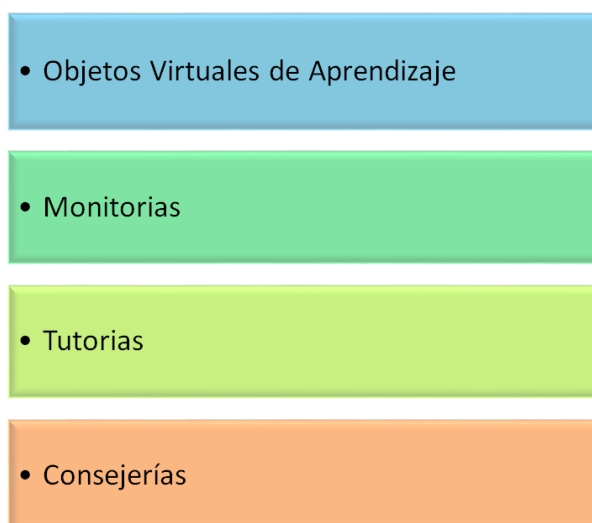 • Objetos Virtuales de Aprendizaje
• Monitorias
• Tutorias
• Consejerías